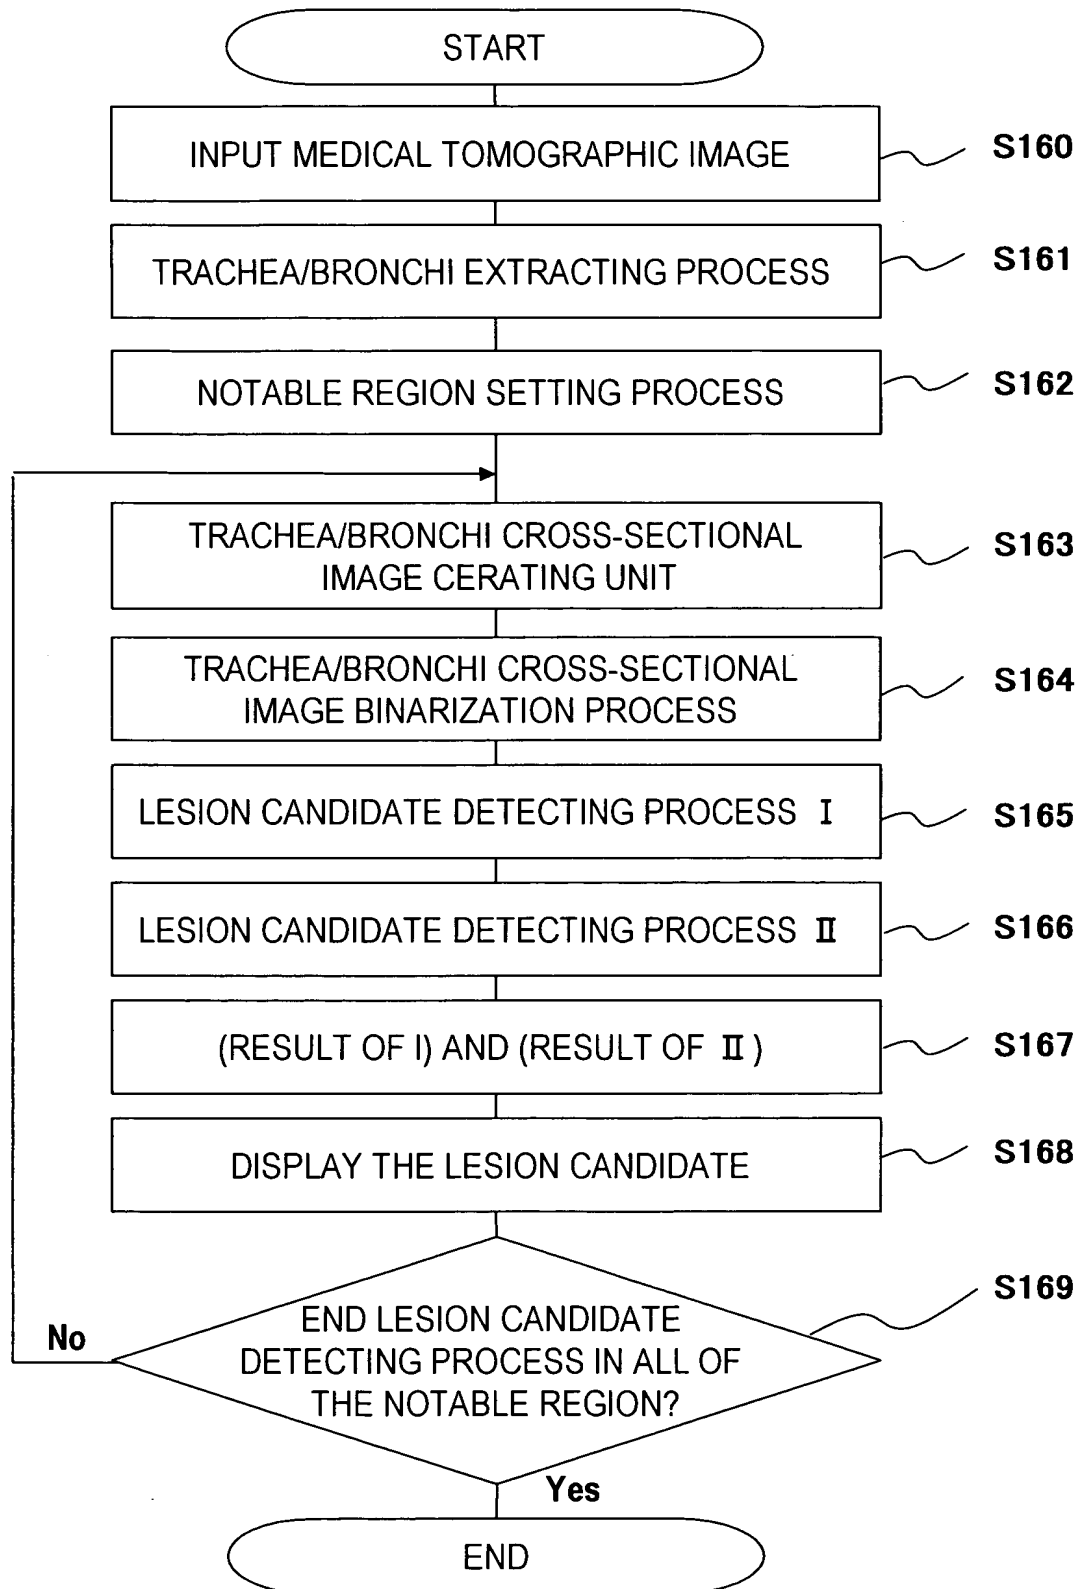 START
INPUT MEDICAL TOMOGRAPHIC IMAGE
S160
TRACHEA/BRONCHI EXTRACTING PROCESS
S161
NOTABLE REGION SETTING PROCESS
S162
TRACHEA/BRONCHI CROSS-SECTIONAL
IMAGE CERATING UNIT
S163
TRACHEA/BRONCHI CROSS-SECTIONAL
IMAGE BINARIZATION PROCESS
S164
LESION CANDIDATE DETECTING PROCESS I
S165
LESION CANDIDATE DETECTING PROCESS II
S166
(RESULT OF I) AND (RESULT OF II)
S167
DISPLAY THE LESION CANDIDATE
S168
END LESION CANDIDATE
DETECTING PROCESS IN ALL OF
THE NOTABLE REGION?
S169
No
Yes
END